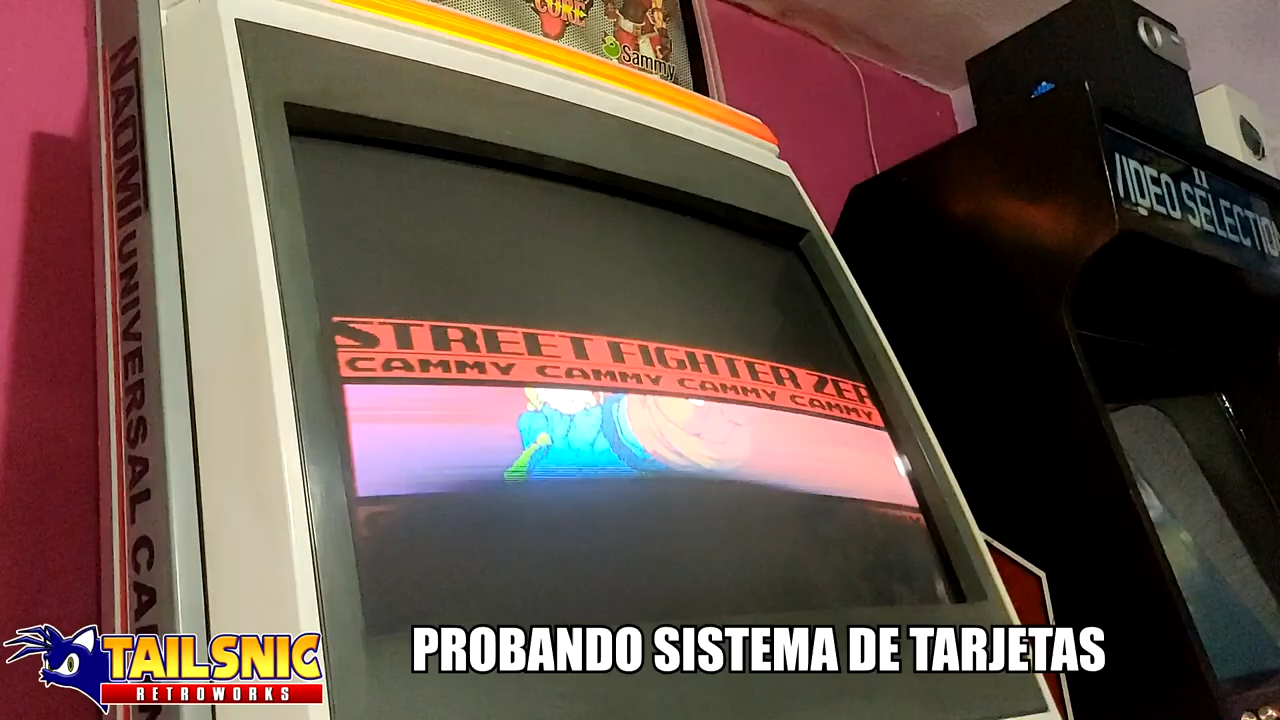 CORE
Sammy
NAOMI UNIVERSAL CA
VIDEO SELECTIO
STREET FIGHTER ZER
CAMMY CAMMY CAMMY CAMMY
TAILSNIC
RETROWORKS
PROBANDO SISTEMA DE TARJETAS